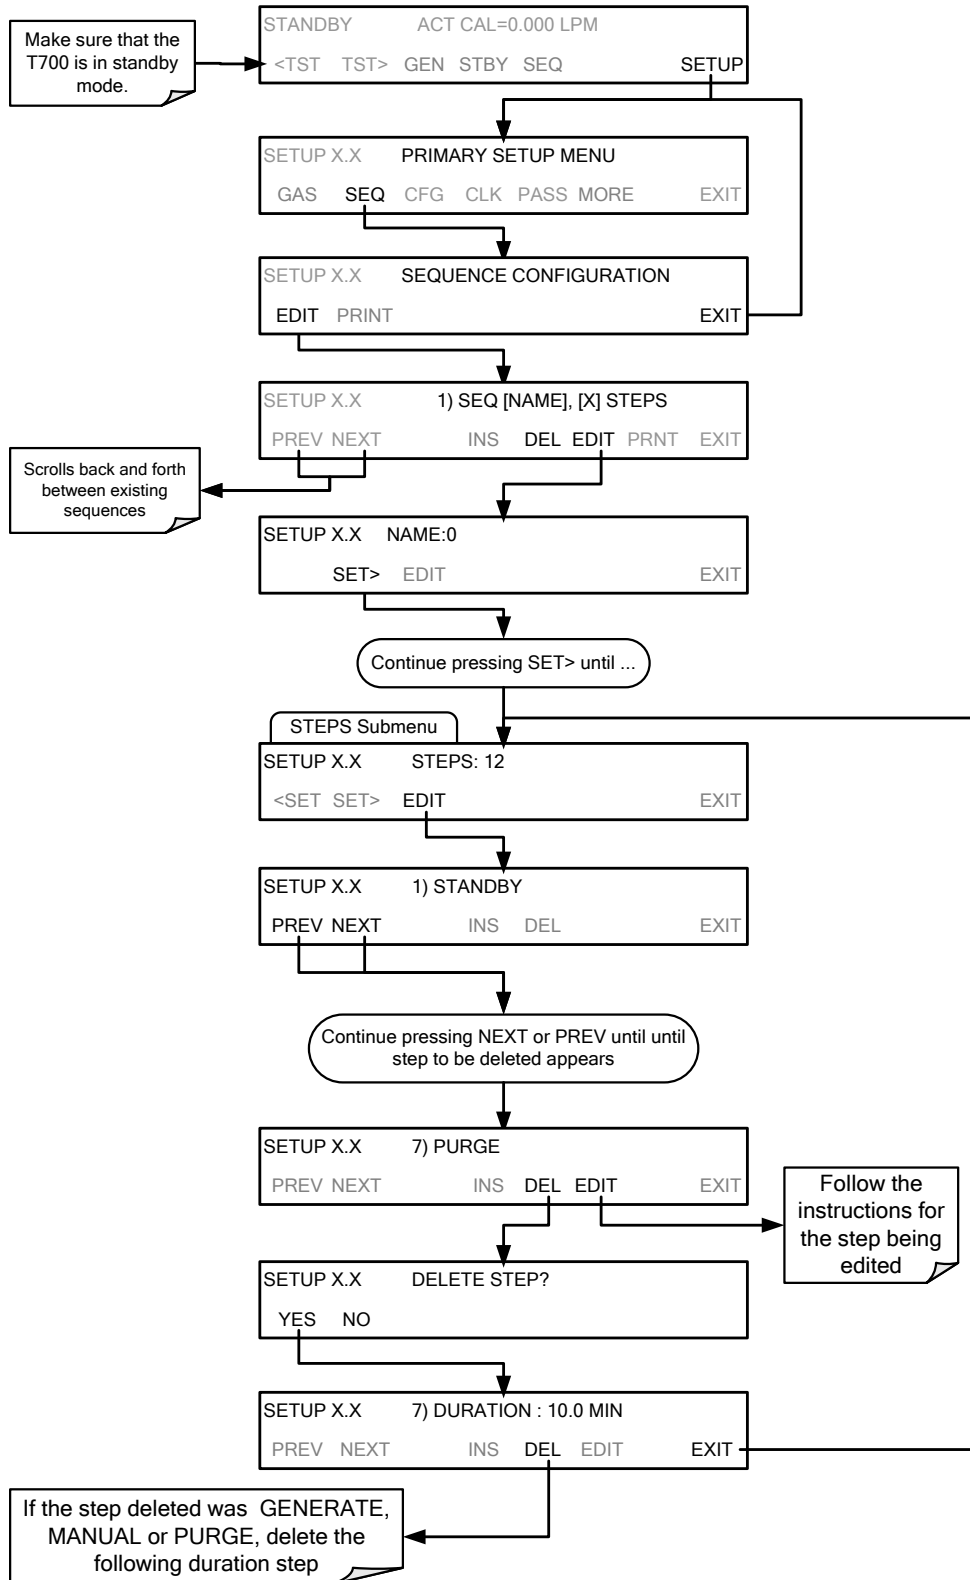 STANDBY ACT CAL=0.000 LPM
Make sure that the
T700 is in standby
mode.
<TST TST> GEN STBY SEQ SETUP
SETUP X.X PRIMARY SETUP MENU
GAS SEQ CFG CLK PASS MORE EXIT
SETUP X.X SEQUENCE CONFIGURATION
EDIT PRINT EXIT
SETUP X.X 1) SEQ [NAME], [X] STEPS
PREV NEXT INS DEL EDIT PRNT EXIT
Scrolls back and forth
between existing
sequences
SETUP X.X NAME:0
SET> EDIT EXIT
Continue pressing SET> until ...
STEPS Submenu
SETUP X.X STEPS: 12
<SET SET> EDIT EXIT
SETUP X.X 1) STANDBY
PREV NEXT INS DEL EXIT
Continue pressing NEXT or PREV until until
step to be deleted appears
SETUP X.X 7) PURGE
PREV NEXT INS DEL EDIT EXIT
Follow the
instructions for
the step being
edited
SETUP X.X DELETE STEP?
YES NO
SETUP X.X 7) DURATION : 10.0 MIN
PREV NEXT INS DEL EDIT EXIT
If the step deleted was GENERATE,
MANUAL or PURGE, delete the
following duration step